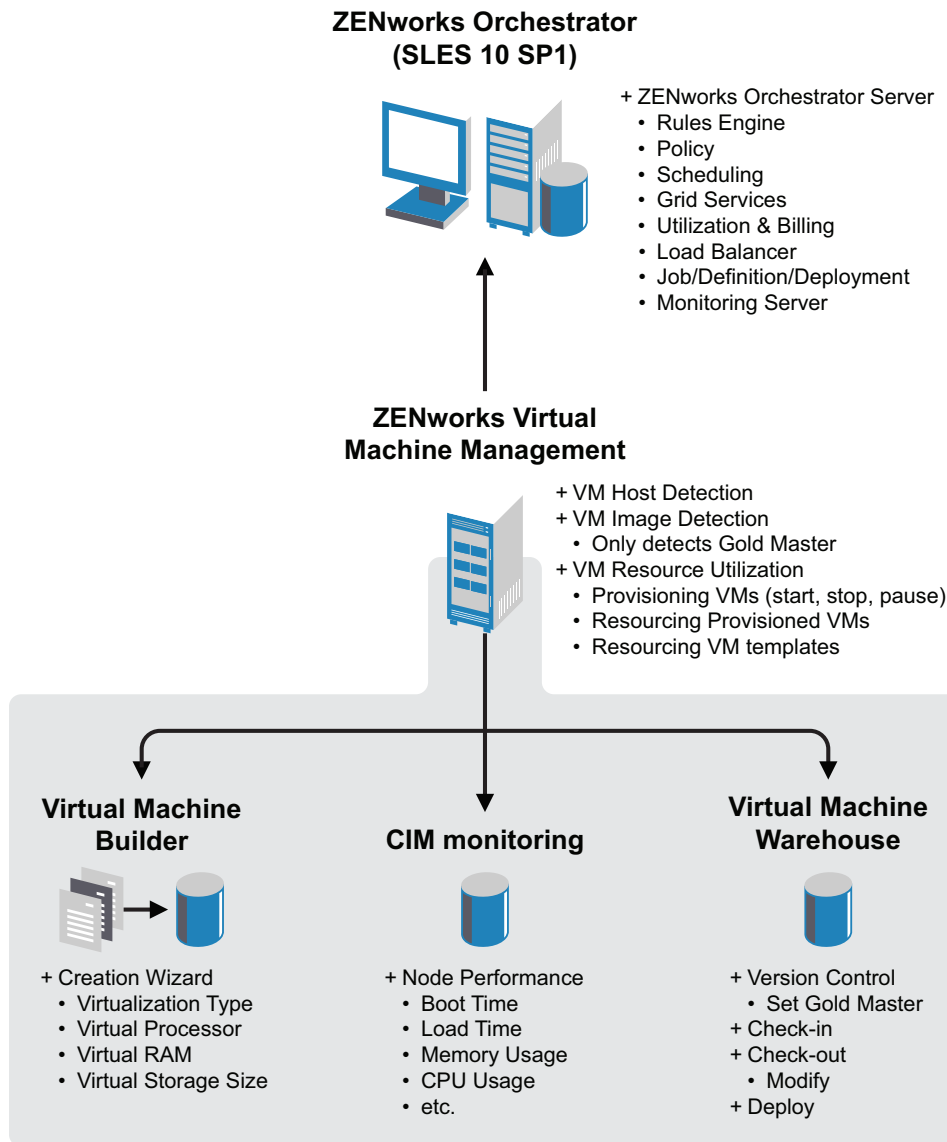 ZENworks Orchestrator
(SLES 10 SP1)
+ ZENworks Orchestrator Server
• Rules Engine
• Policy
• Scheduling
• Grid Services
• Utilization & Billing
• Load Balancer
• Job/Definition/Deployment
• Monitoring Server
ZENworks Virtual
Machine Management
+ VM Host Detection
+ VM Image Detection
• Only detects Gold Master
+ VM Resource Utilization
• Provisioning VMs (start, stop, pause)
• Resourcing Provisioned VMs
• Resourcing VM templates
Virtual Machine
Builder
+ Creation Wizard
• Virtualization Type
• Virtual Processor
• Virtual RAM
• Virtual Storage Size
CIM monitoring
+ Node Performance
• Boot Time
• Load Time
• Memory Usage
• CPU Usage
• etc.
Virtual Machine
Warehouse
+ Version Control
• Set Gold Master
+ Check-in
+ Check-out
• Modify
+ Deploy